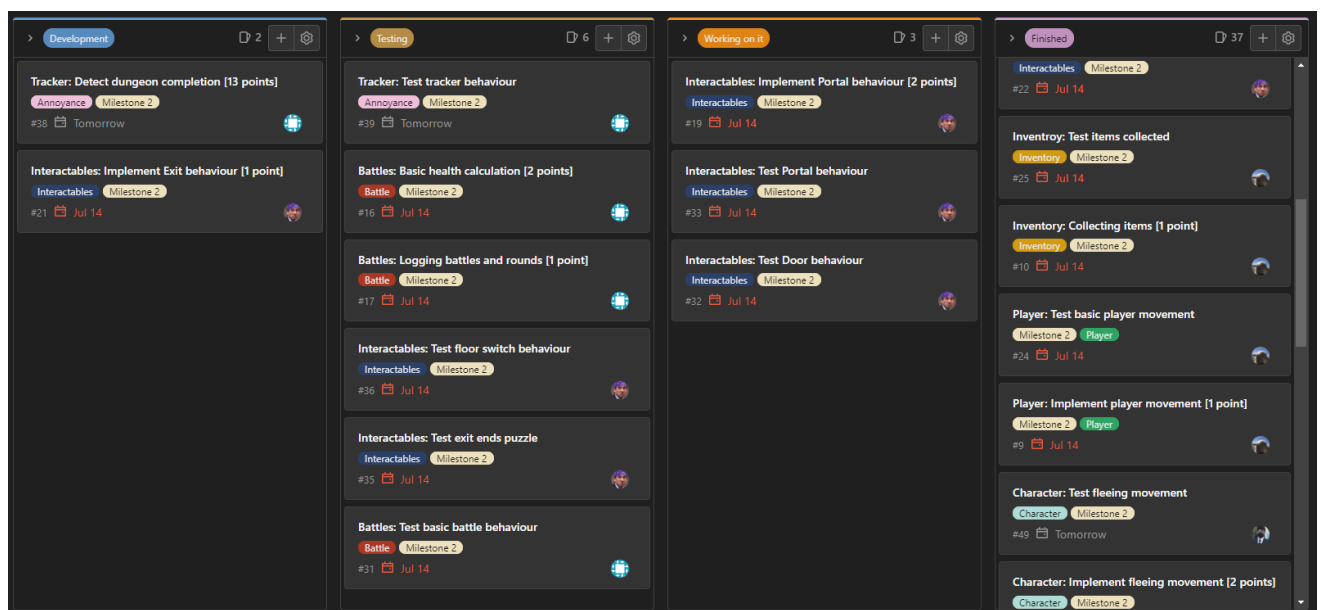 Development 2
Tracker: Detect dungeon completion [13 points]
Annoyance Milestone 2
#38 Tomorrow
Interactables: Implement Exit behaviour [1 point]
Interactables Milestone 2
#21 Jul 14
Testing 6
Tracker: Test tracker behaviour
Annoyance Milestone 2
#39 Tomorrow
Battles: Basic health calculation [2 points]
Battle Milestone 2
#16 Jul 14
Battles: Logging battles and rounds [1 point]
Battle Milestone 2
#17 Jul 14
Interactables: Test floor switch behaviour
Interactables Milestone 2
#36 Jul 14
Interactables: Test exit ends puzzle
Interactables Milestone 2
#35 Jul 14
Battles: Test basic battle behaviour
Battle Milestone 2
#31 Jul 14
Working on it 3
Interactables: Implement Portal behaviour [2 points]
Interactables Milestone 2
#19 Jul 14
Interactables: Test Portal behaviour
Interactables Milestone 2
#33 Jul 14
Interactables: Test Door behaviour
Interactables Milestone 2
#32 Jul 14
Finished 37
Interactables Milestone 2
#22 Jul 14
Inventroy: Test items collected
Inventory Milestone 2
#25 Jul 14
Inventory: Collecting items [1 point]
Inventory Milestone 2
#10 Jul 14
Player: Test basic player movement
Milestone 2 Player
#24 Jul 14
Player: Implement player movement [1 point]
Milestone 2 Player
#9 Jul 14
Character: Test fleeing movement
Character Milestone 2
#49 Tomorrow
Character: Implement fleeing movement [2 points]
Character Milestone 2